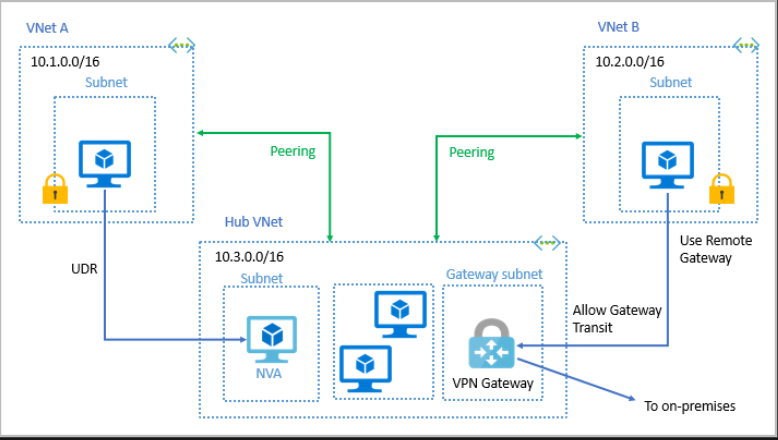 VNet A
VNet B
10.1.0.0/16
10.2.0.0/16
Subnet
Subnet
Peering
Peering
Hub VNet
UDR
Use Remote
Gateway
10.3.0.0/16
Subnet
Gateway subnet
Allow Gateway
Transit
NVA
VPN Gateway
To on-premises